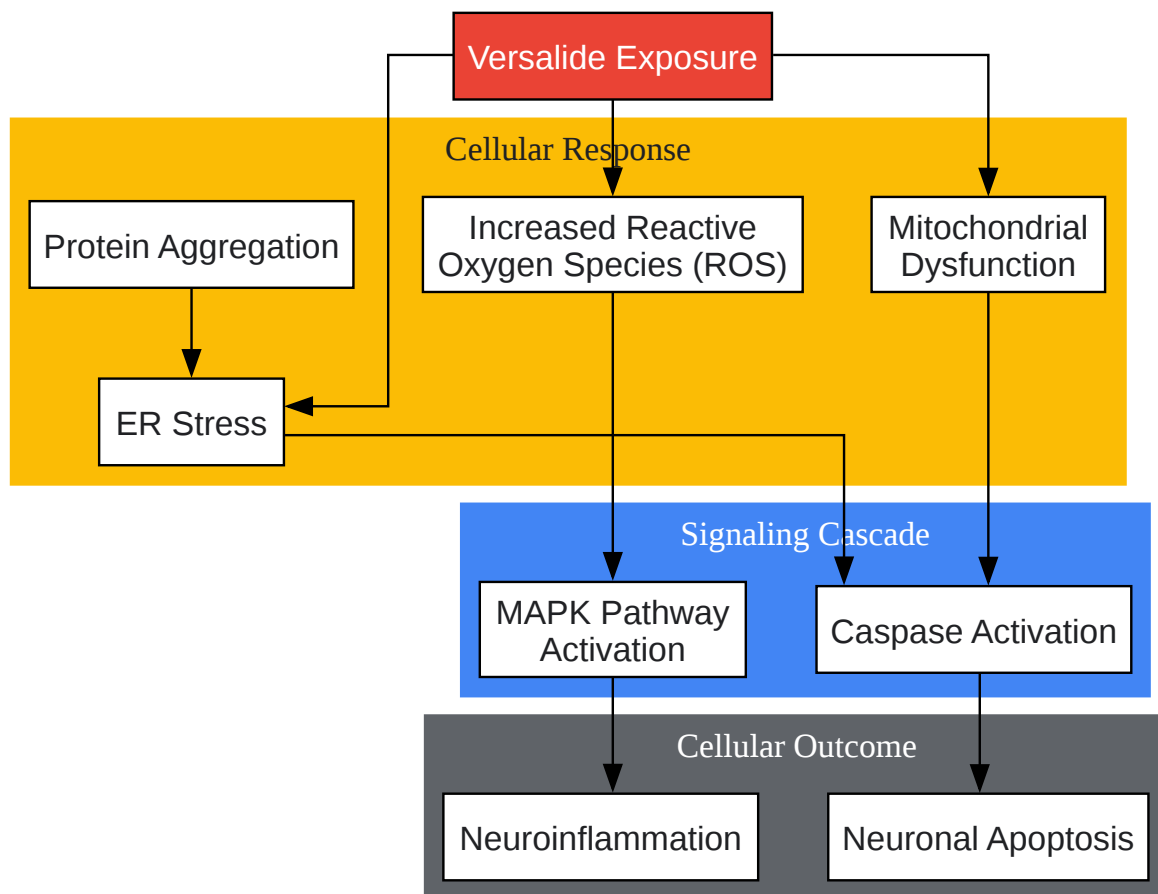 Versalide Exposure
Cellular Response
Protein Aggregation
Increased Reactive
Oxygen Species (ROS)
Mitochondrial
Dysfunction
ER Stress
Signaling Cascade
MAPK Pathway
Activation
Caspase Activation
Cellular Outcome
Neuroinflammation
Neuronal Apoptosis